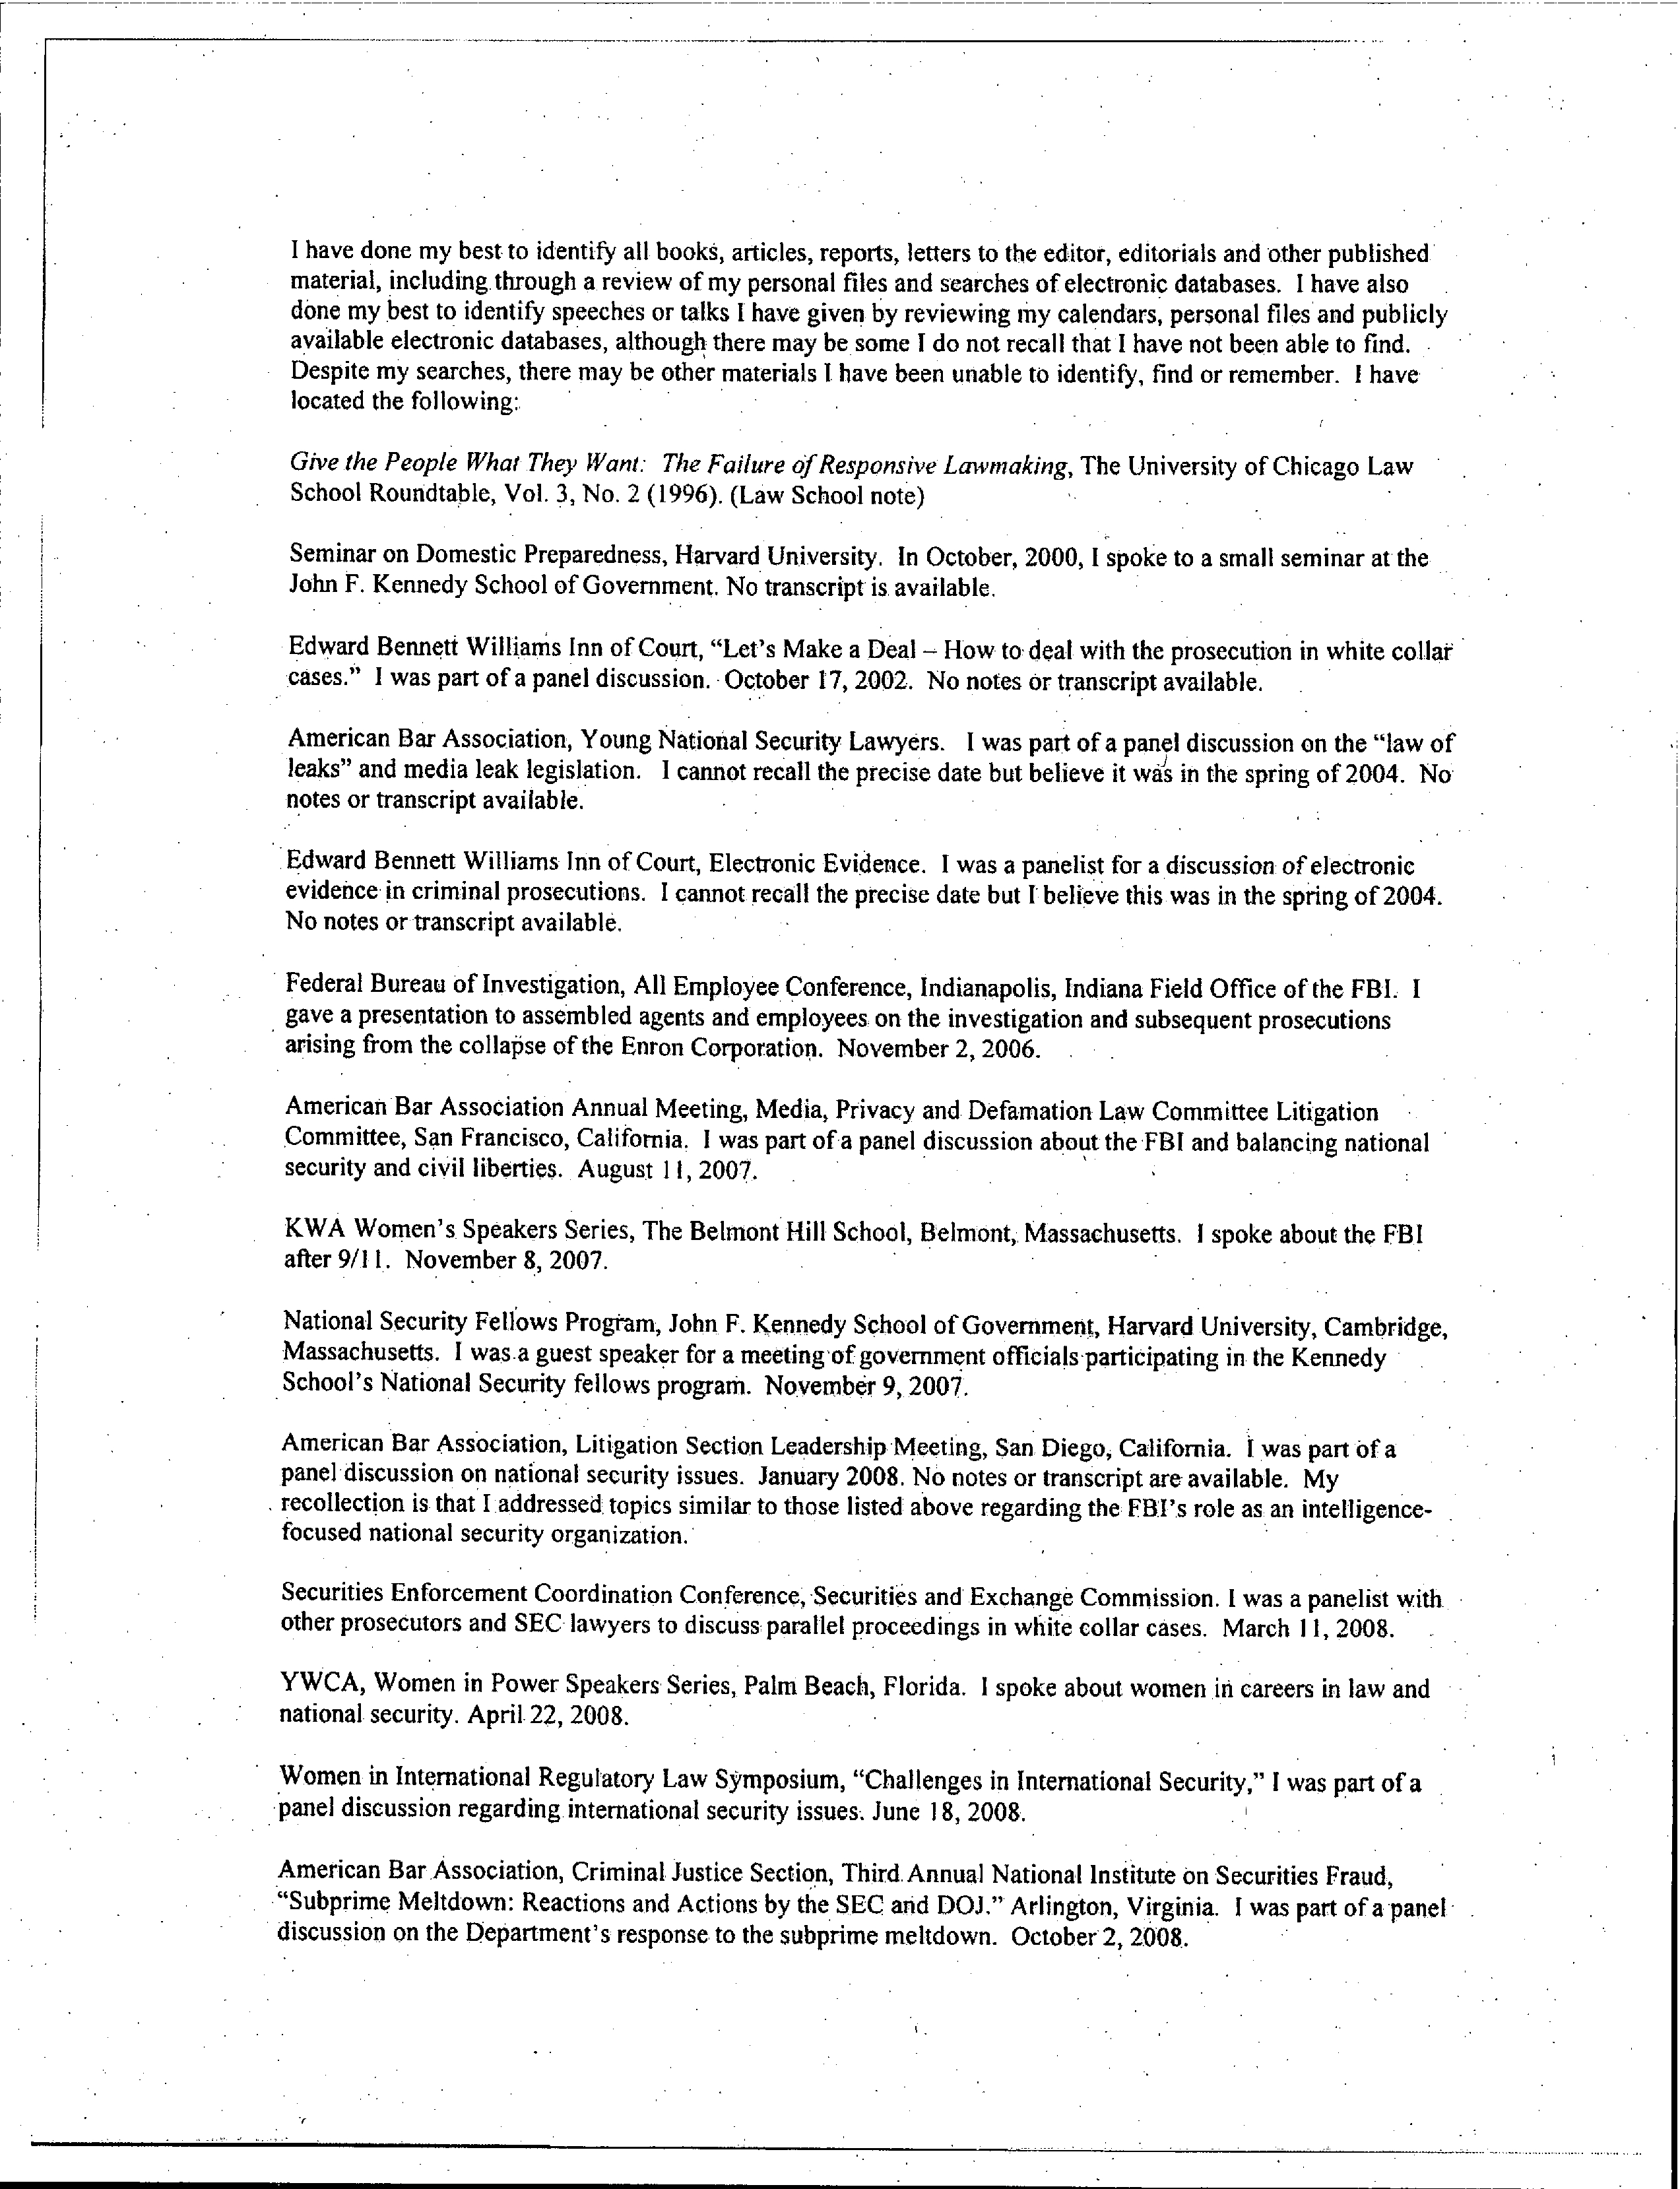 I have done my best to identify all books, articles, reports, letters to the editor, editorials and other published
material, including through a review of my personal files and searches of electronic databases. I have also
done my best to identify speeches or talks I have given by reviewing my calendars, personal files and publicly
available electronic databases, although there may be some I do not recall that I have not been able to find.
Despite my searches, there may be other materials I have been unable to identify, find or remember. I have
located the following:
Give the People What They Want: The Failure of Responsive Lawmaking, The University of Chicago Law
School Roundtable, Vol. 3, No. 2 (1996). (Law School note)
Seminar on Domestic Preparedness, Harvard University. In October, 2000, I spoke to a small seminar at the
John F. Kennedy School of Government. No transcript is available.
Edward Bennett Williams Inn of Court, “Let's Make a Deal – How to deal with the prosecution in white collar
cases.” I was part of a panel discussion. October 17, 2002. No notes or transcript available.
American Bar Association, Young National Security Lawyers. I was part of a panel discussion on the “law of
leaks” and media leak legislation. I cannot recall the precise date but believe it was in the spring of 2004. No
notes or transcript available.
Edward Bennett Williams Inn of Court, Electronic Evidence. I was a panelist for a discussion of electronic
evidence in criminal prosecutions. I cannot recall the precise date but I believe this was in the spring of 2004.
No notes or transcript available.
Federal Bureau of Investigation, All Employee Conference, Indianapolis, Indiana Field Office of the FBI. I
gave a presentation to assembled agents and employees on the investigation and subsequent prosecutions
arising from the collapse of the Enron Corporation. November 2, 2006.
American Bar Association Annual Meeting, Media, Privacy and Defamation Law Committee Litigation
Committee, San Francisco, California. I was part of a panel discussion about the FBI and balancing national
security and civil liberties. August 11, 2007.
KWA Women's Speakers Series, The Belmont Hill School, Belmont, Massachusetts. I spoke about the FBI
after 9/11. November 8, 2007.
National Security Fellows Program, John F. Kennedy School of Government, Harvard University, Cambridge,
Massachusetts. I was a guest speaker for a meeting of government officials participating in the Kennedy
School's National Security fellows program. November 9, 2007.
American Bar Association, Litigation Section Leadership Meeting, San Diego, California. I was part of a
panel discussion on national security issues. January 2008. No notes or transcript are available. My
recollection is that I addressed topics similar to those listed above regarding the FBI's role as an intelligence-
focused national security organization.
Securities Enforcement Coordination Conference, Securities and Exchange Commission. I was a panelist with
other prosecutors and SEC lawyers to discuss parallel proceedings in white collar cases. March 11, 2008.
YWCA, Women in Power Speakers Series, Palm Beach, Florida. I spoke about women in careers in law and
national security. April 22, 2008.
Women in International Regulatory Law Symposium, “Challenges in International Security,” I was part of a
panel discussion regarding international security issues. June 18, 2008.
American Bar Association, Criminal Justice Section, Third Annual National Institute on Securities Fraud,
“Subprime Meltdown: Reactions and Actions by the SEC and DOJ.” Arlington, Virginia. I was part of a panel
discussion on the Department's response to the subprime meltdown. October 2, 2008.